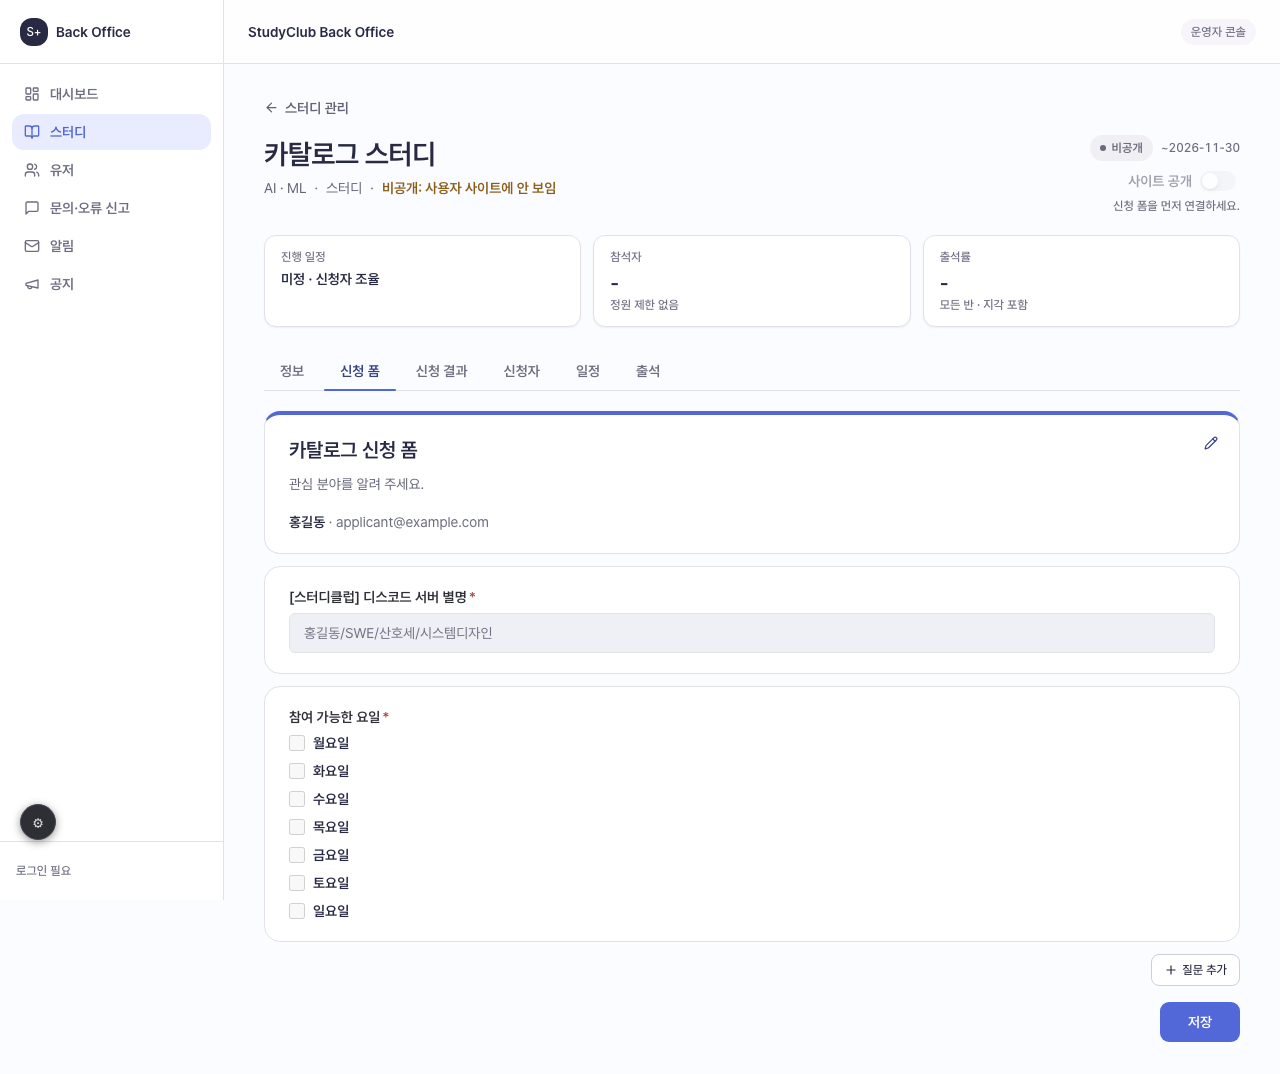 S+ Back Office
StudyClub Back Office
운영자 콘솔
대시보드
스터디
유저
문의·오류 신고
알림
공지
로그인 필요
← 스터디 관리
카탈로그 스터디
AI · ML · 스터디 · 비공개: 사용자 사이트에 안 보임
비공개 ~2026-11-30
사이트 공개
신청 폼을 먼저 연결하세요.
진행 일정
미정 · 신청자 조율
참석자
-
정원 제한 없음
출석률
-
모든 반 · 지각 포함
정보 신청 폼 신청 결과 신청자 일정 출석
카탈로그 신청 폼
관심 분야를 알려 주세요.
홍길동 · applicant@example.com
[스터디클럽] 디스코드 서버 별명 *
홍길동/SWE/산호세/시스템디자인
참여 가능한 요일 *
월요일
화요일
수요일
목요일
금요일
토요일
일요일
+ 질문 추가
저장